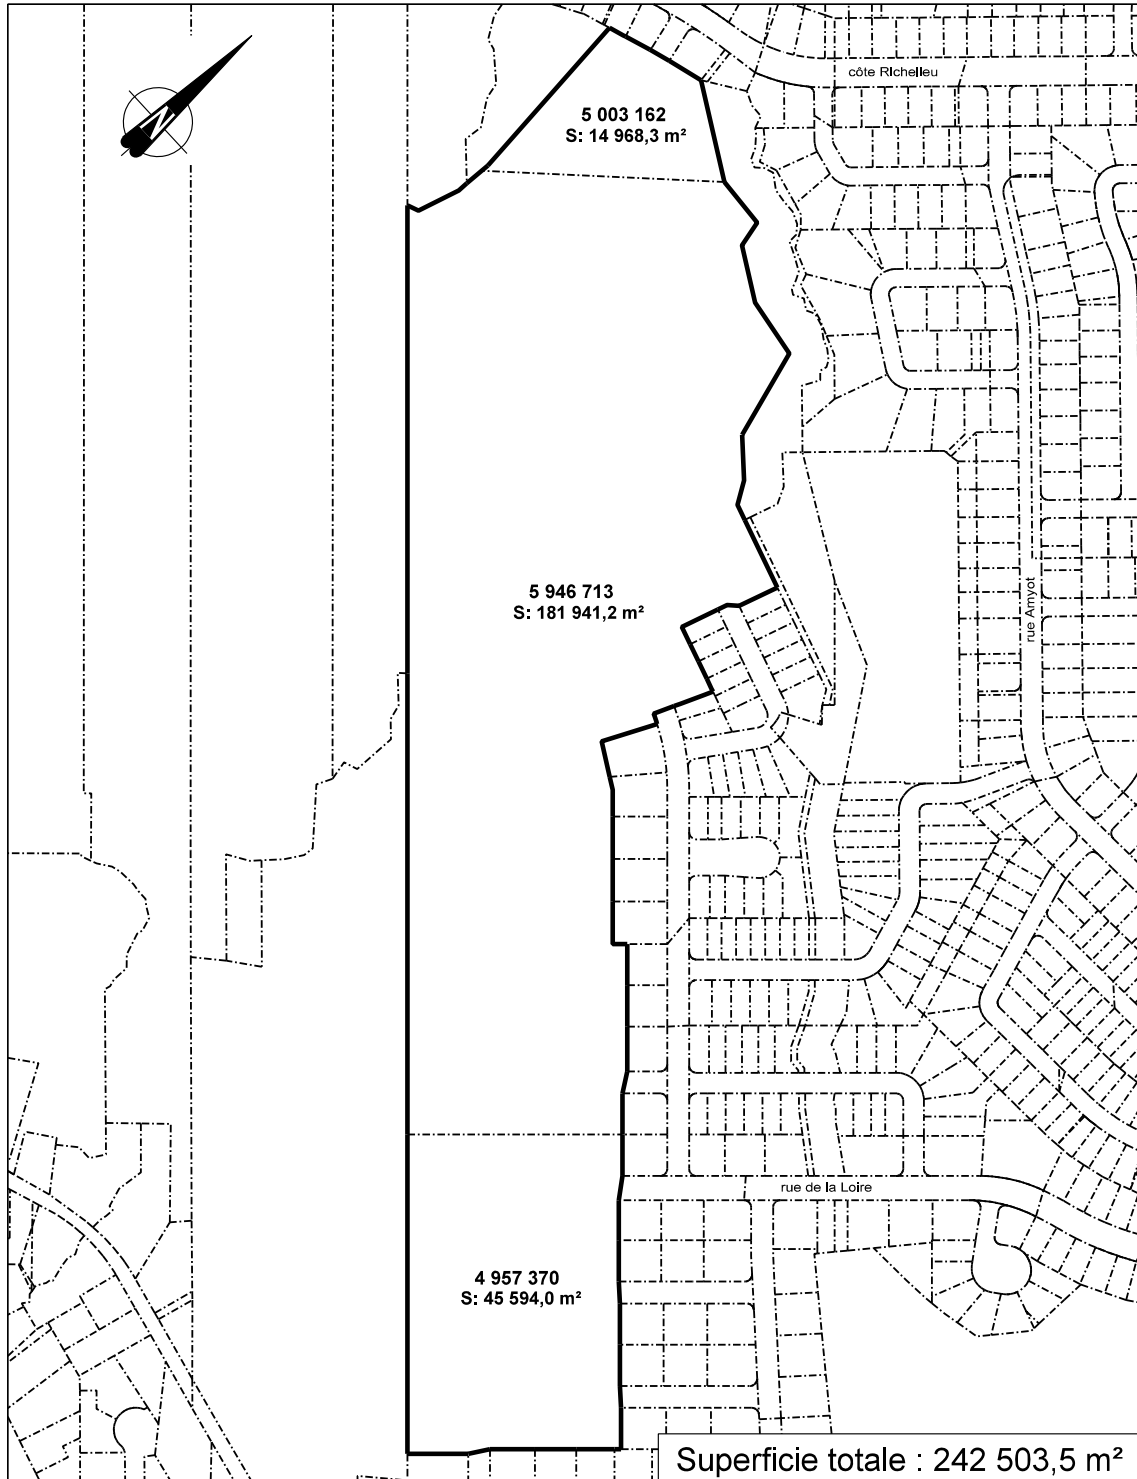 N
côte Richelieu
5 003 162
S: 14 968,3 m²
5 946 713
S: 181 941,2 m²
rue Amyot
rue de la Loire
4 957 370
S: 45 594,0 m²
Superficie totale : 242 503,5 m²